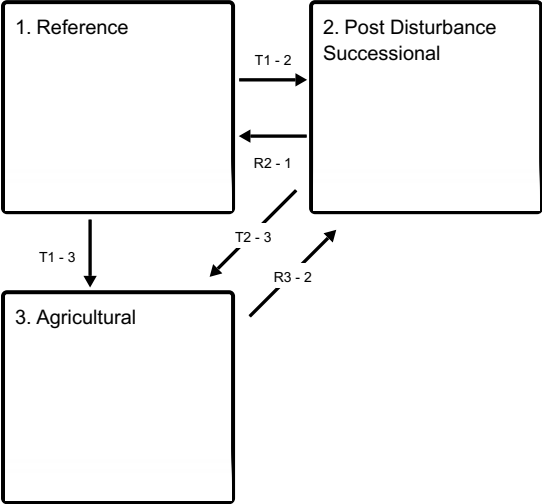 1. Reference
2. Post Disturbance
Successional
T1 - 2
R2 - 1
T2 - 3
T1 - 3
R3 - 2
3. Agricultural